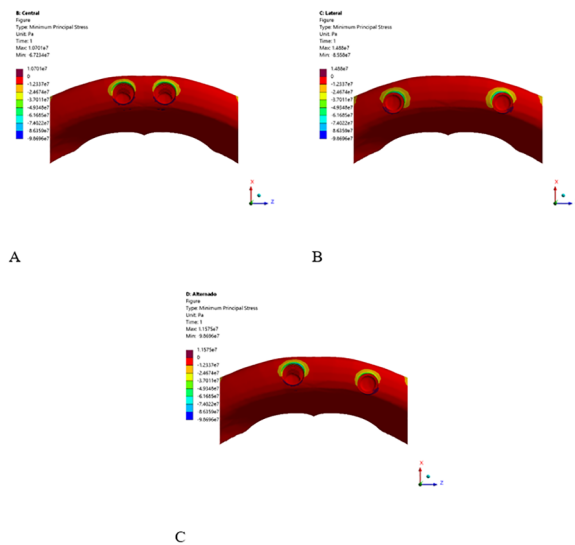 B: Central
Figure
Type: Minimum Principal Stress
Unit: Pa
Time: 1
Max: 1.0701e7
Min: -6.7234e7
1.0701e7
0
-1.2337e7
-2.4674e7
-3.7011e7
-4.9348e7
-6.1685e7
-7.4022e7
-8.6359e7
-9.8696e7
X
Z
A
C: Lateral
Figure
Type: Minimum Principal Stress
Unit: Pa
Time: 1
Max: 1.486e7
Min: -8.558e7
1.486e7
0
-1.2337e7
-2.4674e7
-3.7011e7
-4.9348e7
-6.1685e7
-7.4022e7
-8.6359e7
-9.8696e7
X
B
D: Alternado
Figure
Type: Minimum Principal Stress
Unit: Pa
Time: 1
Max: 1.1575e7
Min: -9.8696e7
1.1575e7
0
-1.2337e7
-2.4674e7
-3.7011e7
-4.9348e7
-6.1685e7
-7.4022e7
-8.6359e7
-9.8696e7
X
Z
C